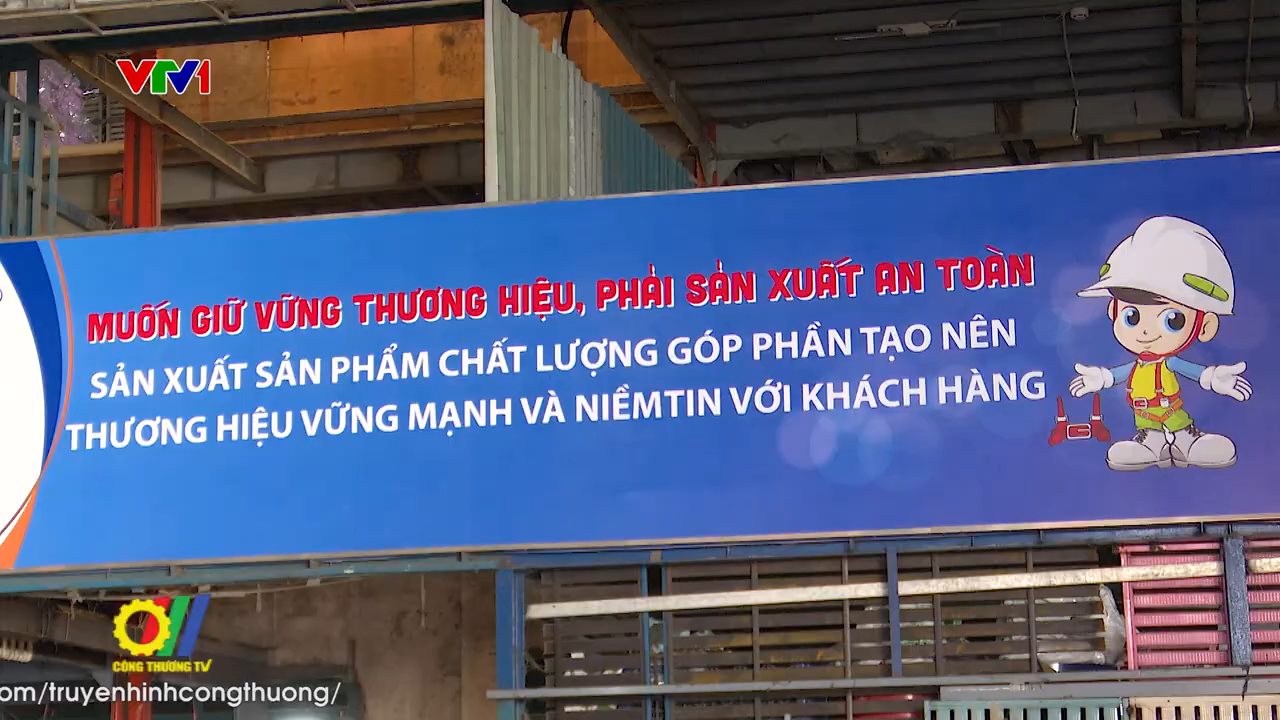 VTV1
MUỐN GIỮ VỮNG THƯƠNG HIỆU, PHẢI SẢN XUẤT AN TOÀN
SẢN XUẤT SẢN PHẨM CHẤT LƯỢNG GÓP PHẦN TẠO NÊN
THƯƠNG HIỆU VỮNG MẠNH VÀ NIỀMTIN VỚI KHÁCH HÀNG
CÔNG THƯƠNG TV
om/truyenhinhcongthuong/